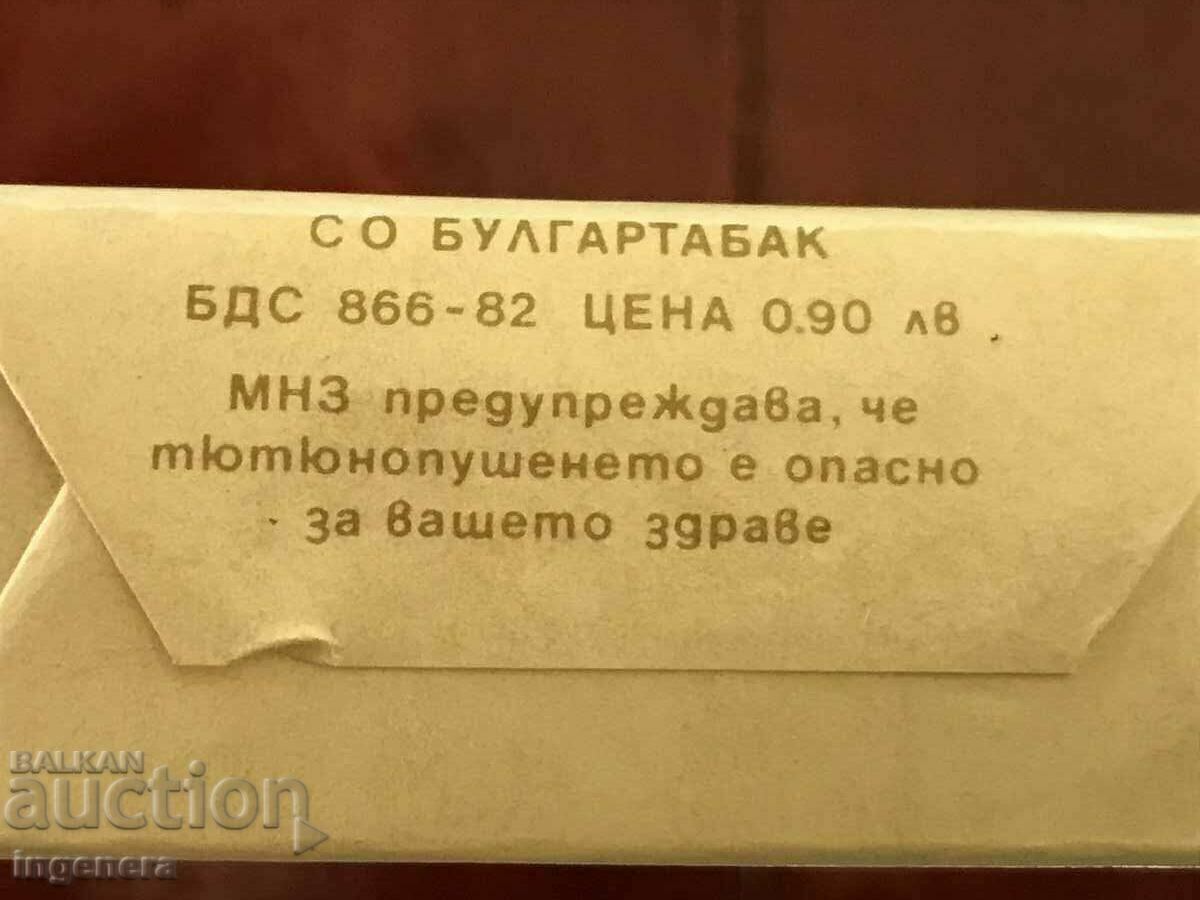 СО БУЛГАРТАБАК
БДС 866-82 ЦЕНА 0.90 лв.
МНЗ предупреждава, че
тютюнопушенето е опасно
за вашето здраве
BALKAN
auction
ingenera